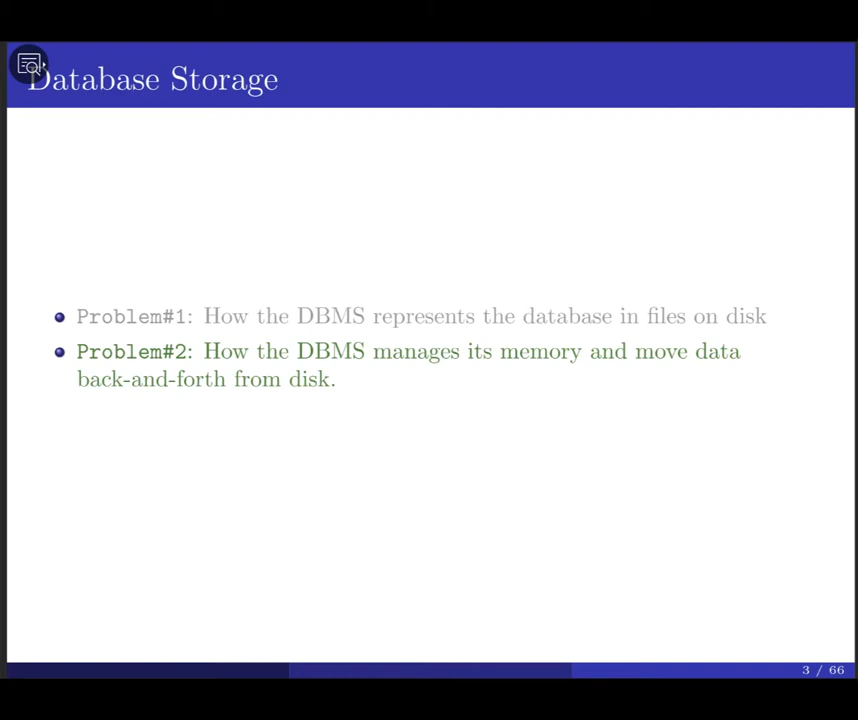 Database Storage
Problem#1: How the DBMS represents the database in files on disk
Problem#2: How the DBMS manages its memory and move data
back-and-forth from disk.
3 / 66